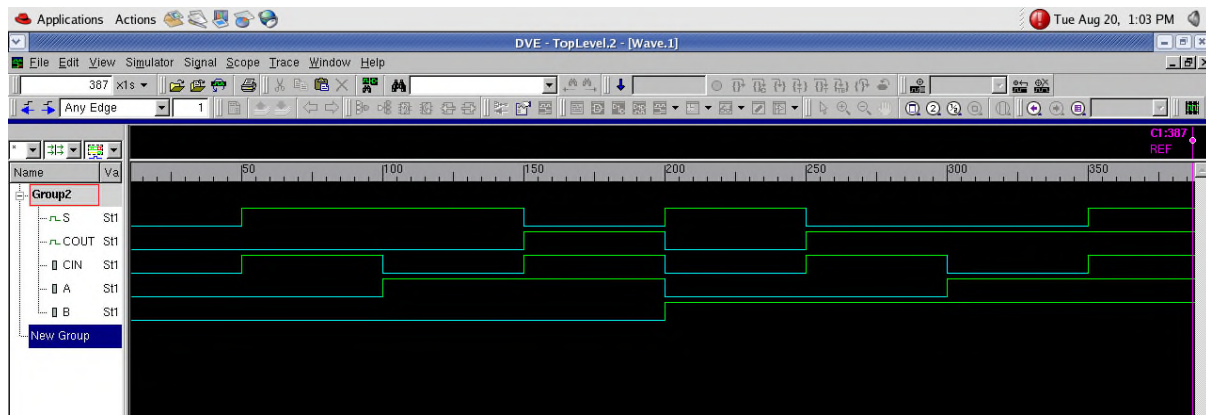 Applications Actions Tue Aug 20, 1:03 PM
DVE - TopLevel.2 - [Wave.1]
File Edit View Simulator Signal Scope Trace Window Help
387 x1s
Any Edge 1
C1:387
REF
Name Va 50 100 150 200 250 300 350
Group2
S St1
COUT St1
CIN St1
A St1
B St1
New Group